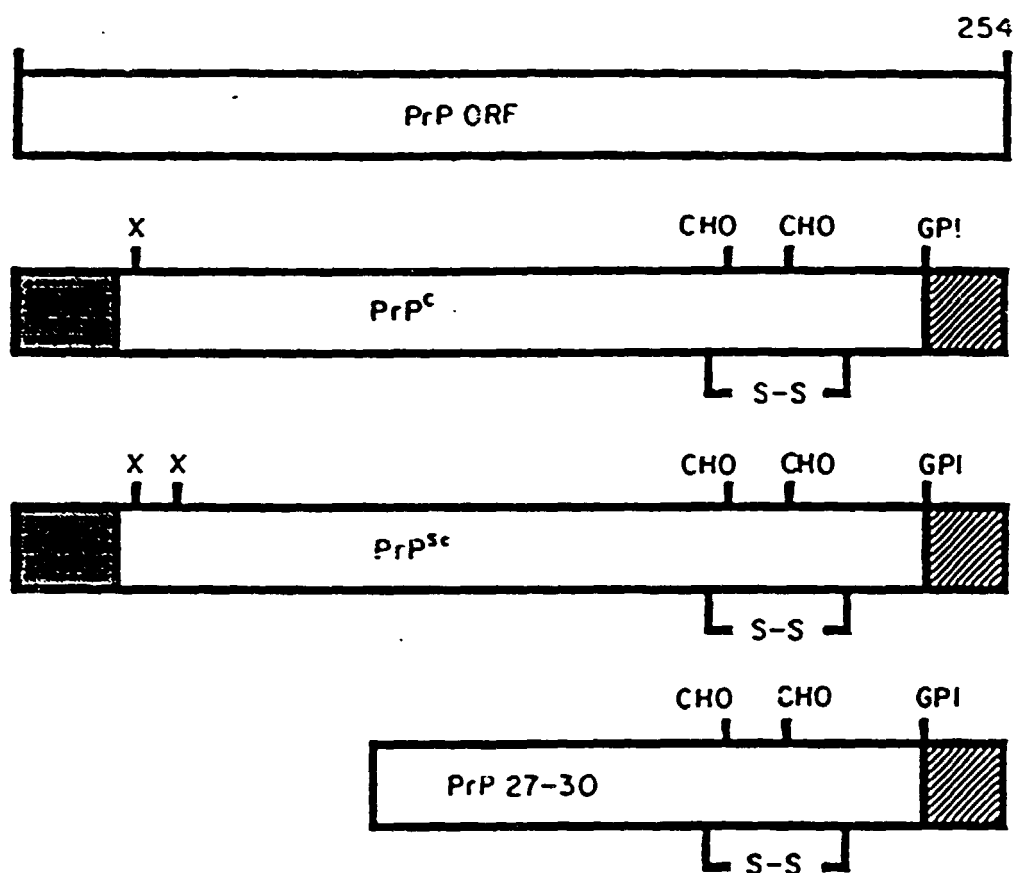 254
PrP ORF
X CHO CHO GPI
PrPᶜ
S-S
X X CHO CHO GPI
PrPˢᶜ
S-S
CHO CHO GPI
PrP 27-30
S-S